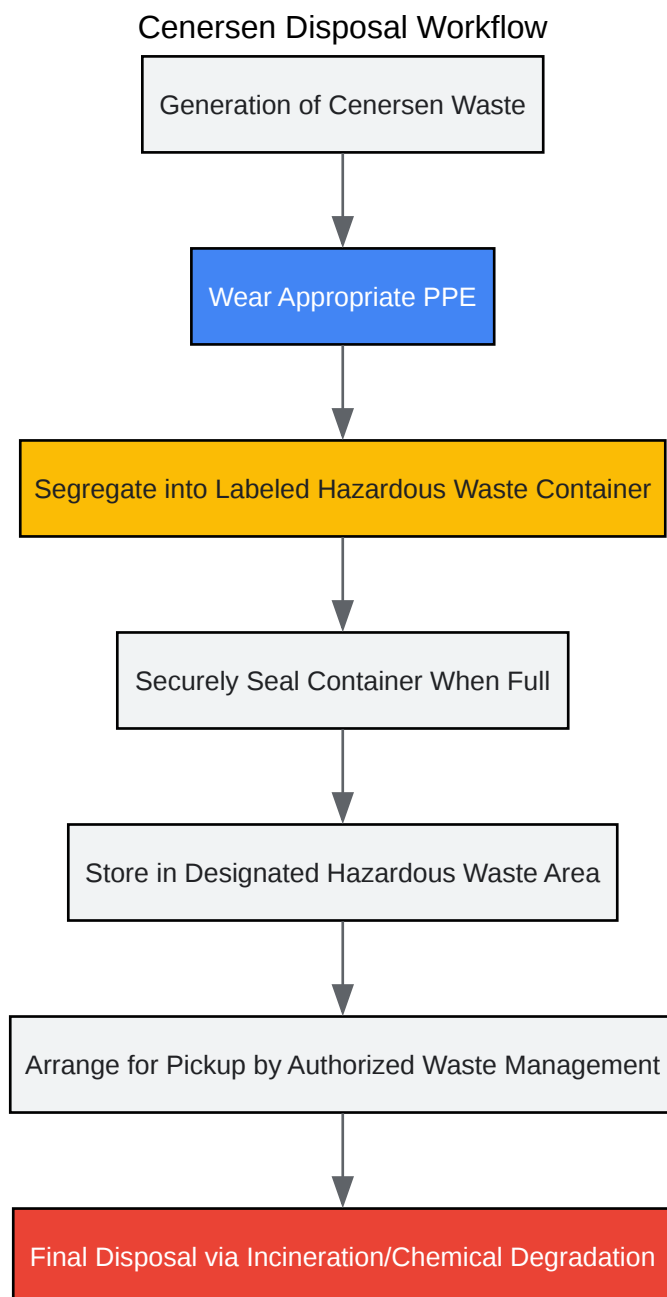 Cenersen Disposal Workflow
Generation of Cenersen Waste
Wear Appropriate PPE
Segregate into Labeled Hazardous Waste Container
Securely Seal Container When Full
Store in Designated Hazardous Waste Area
Arrange for Pickup by Authorized Waste Management
Final Disposal via Incineration/Chemical Degradation